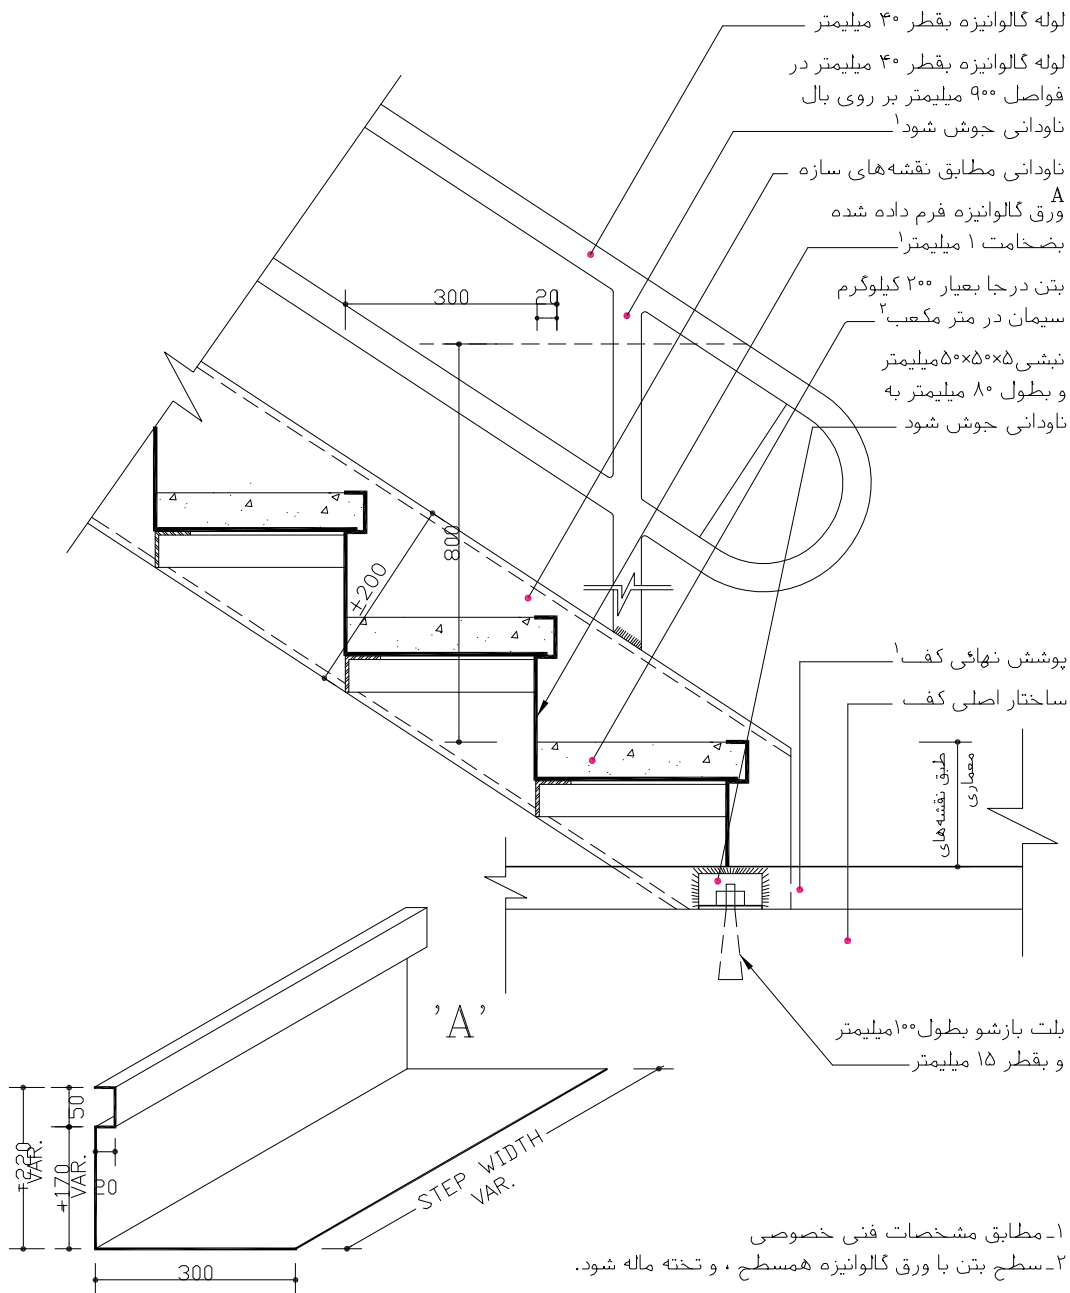 لوله گالوانیزه بقطر ۴۰ میلیمتر
لوله گالوانیزه بقطر ۴۰ میلیمتر در
فواصل ۹۰۰ میلیمتر بر روی بال
ناودانی جوش شود۱
ناودانی مطابق نقشه‌های سازه
A
ورق گالوانیزه فرم داده شده
بضخامت ۱ میلیمتر۱
بتن درجا بعیار ۲۰۰ کیلوگرم
سیمان در متر مکعب۲
نبشی ۵×۵۰×۵۰میلیمتر
و بطول ۸۰ میلیمتر به
ناودانی جوش شود
300
20
800
±200
پوشش نهائی کف۱
ساختار اصلی کف
طبق نقشه‌های
معماری
بلت بازشو بطول۱۰۰میلیمتر
و بقطر ۱۵ میلیمتر
'A'
50
±220
VAR.
±170
VAR.
20
300
STEP WIDTH
VAR.
۱ـ مطابق مشخصات فنی خصوصی
۲ـ سطح بتن با ورق گالوانیزه همسطح ، و تخته ماله شود.